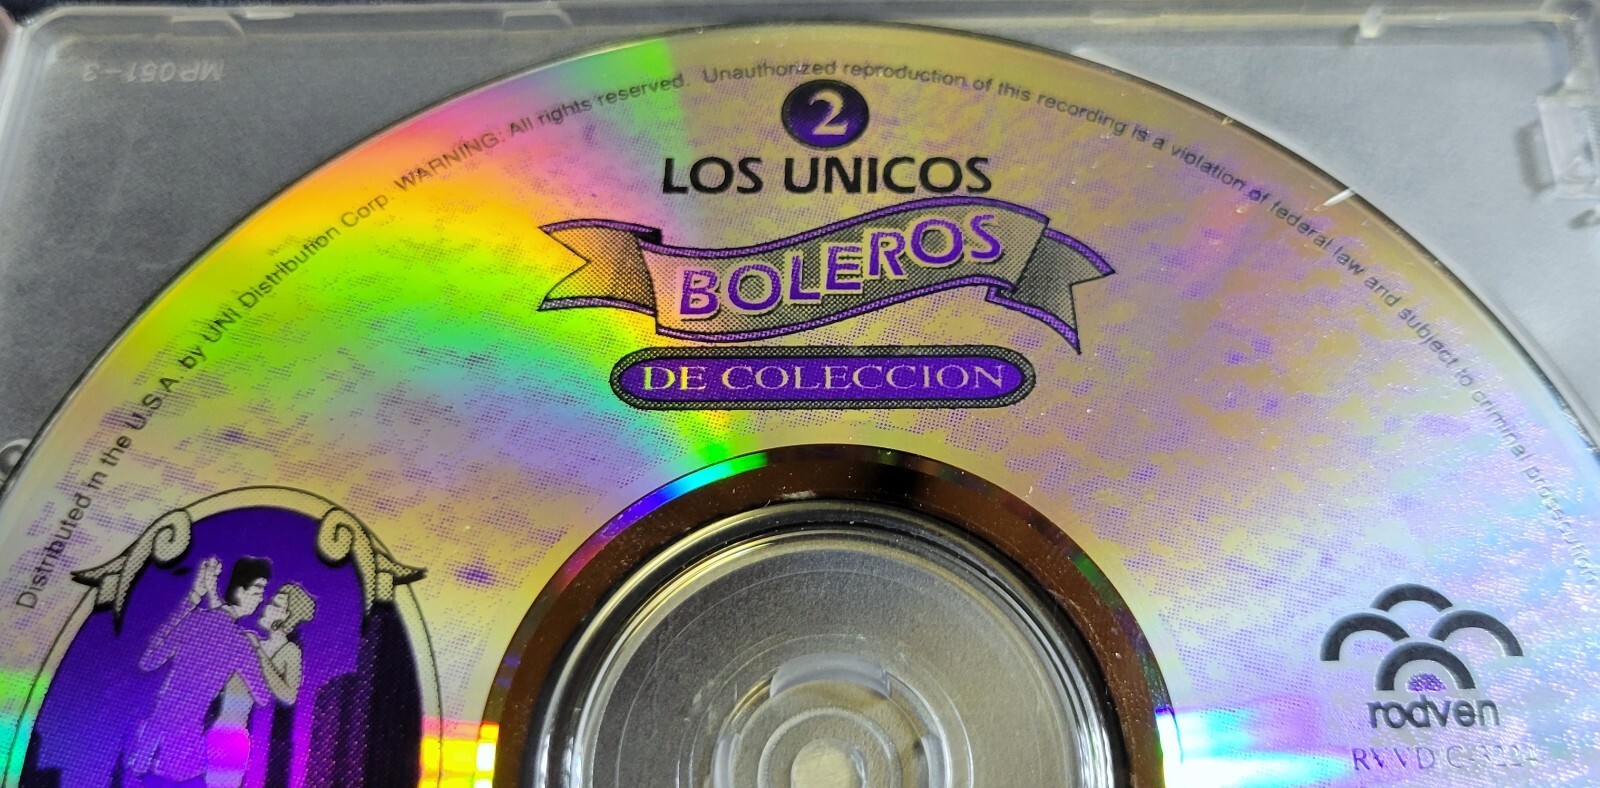 MP051-3
Distributed in the U.S.A. by UNI Distribution Corp. WARNING: All rights reserved. Unauthorized reproduction of this recording is a violation of federal law and subject to criminal prosecution
2
LOS UNICOS
BOLEROS
DE COLECCION
rodven